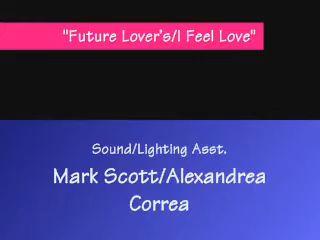 "Future Lover's/I Feel Love"
Sound/Lighting Asst.
Mark Scott/Alexandrea
Correa